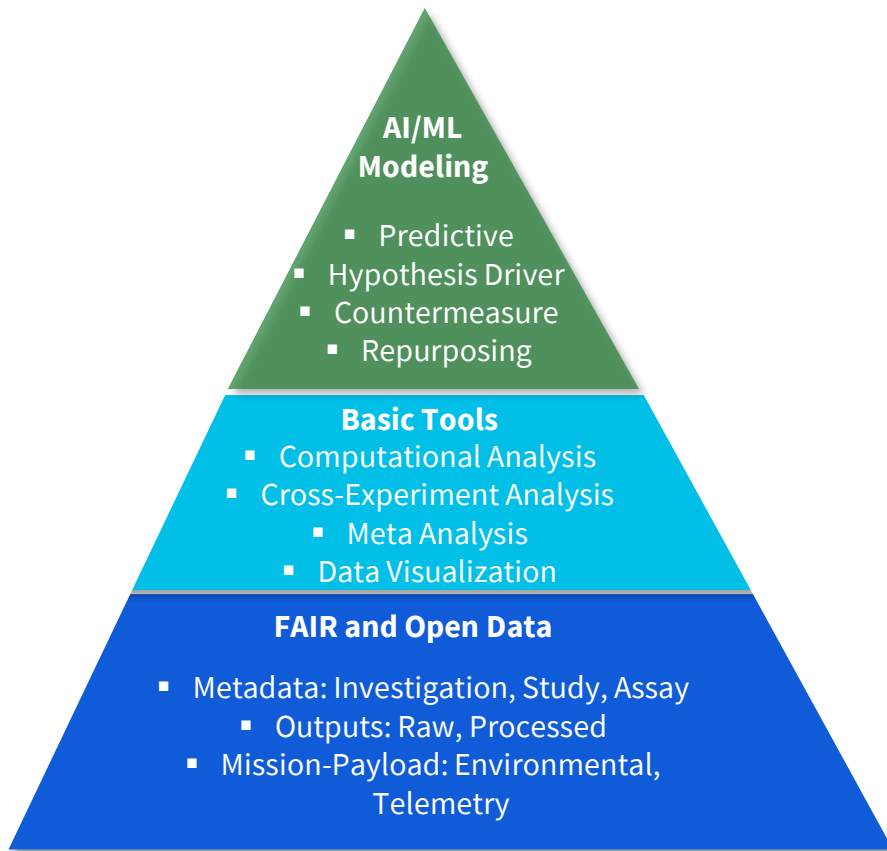 AI/ML
Modeling
▪ Predictive
▪ Hypothesis Driver
▪ Countermeasure
▪ Repurposing
Basic Tools
▪ Computational Analysis
▪ Cross-Experiment Analysis
▪ Meta Analysis
▪ Data Visualization
FAIR and Open Data
▪ Metadata: Investigation, Study, Assay
▪ Outputs: Raw, Processed
▪ Mission-Payload: Environmental,
Telemetry